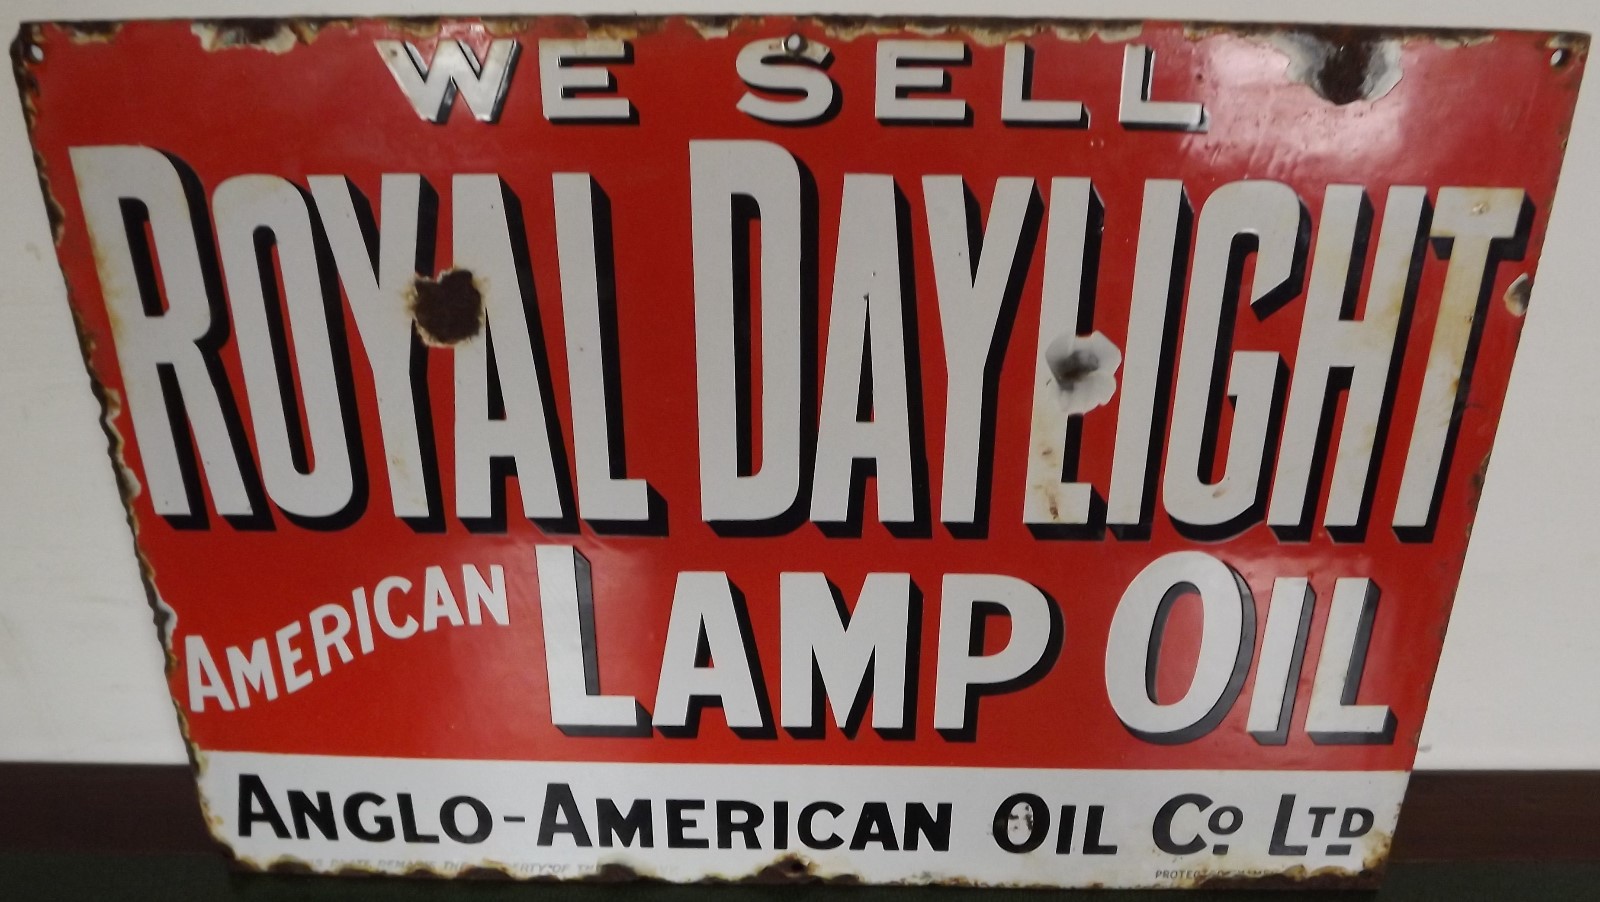 WE SELL
ROYAL DAYLIGHT
AMERICAN LAMP OIL
ANGLO-AMERICAN OIL CO LTD